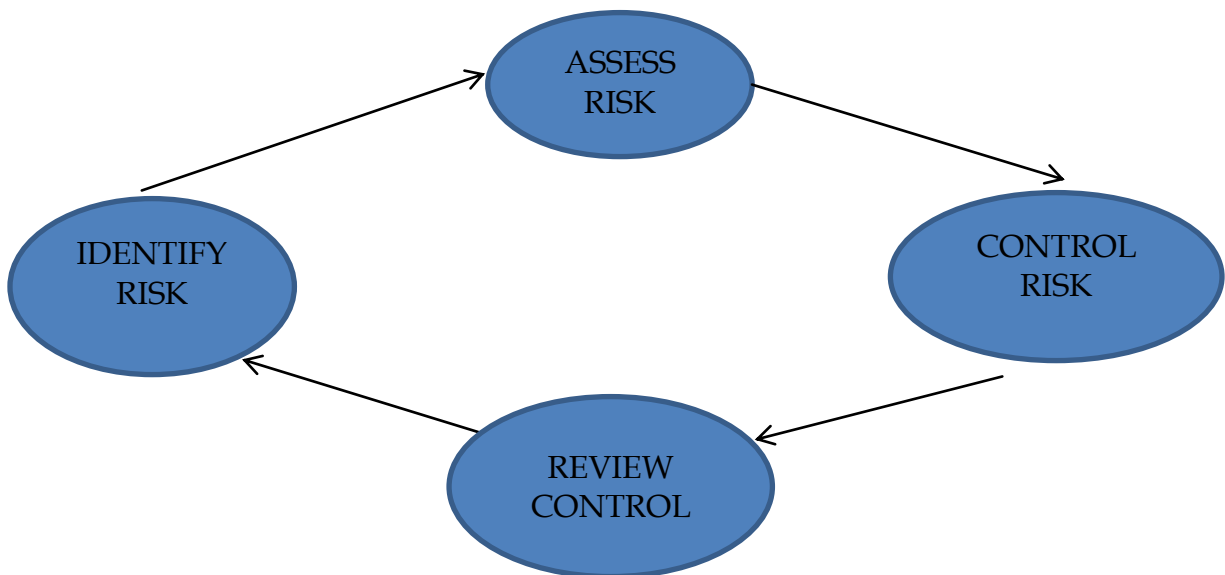 ASSESS
RISK
IDENTIFY
RISK
CONTROL
RISK
REVIEW
CONTROL